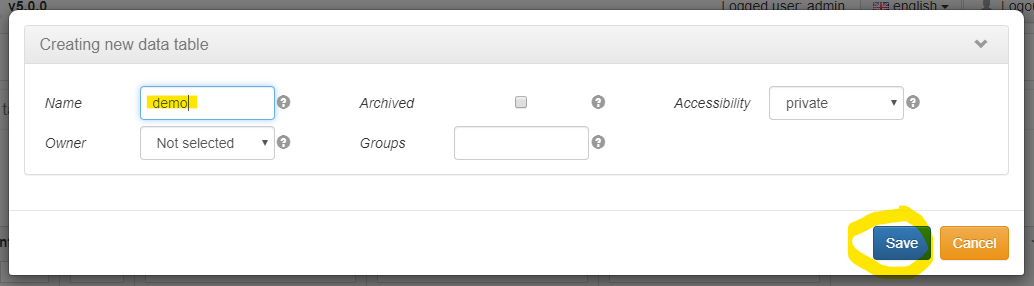 v5.0.0 Logged user: admin english Logo
Creating new data table
Name demo Archived Accessibility private
Owner Not selected Groups
Save Cancel